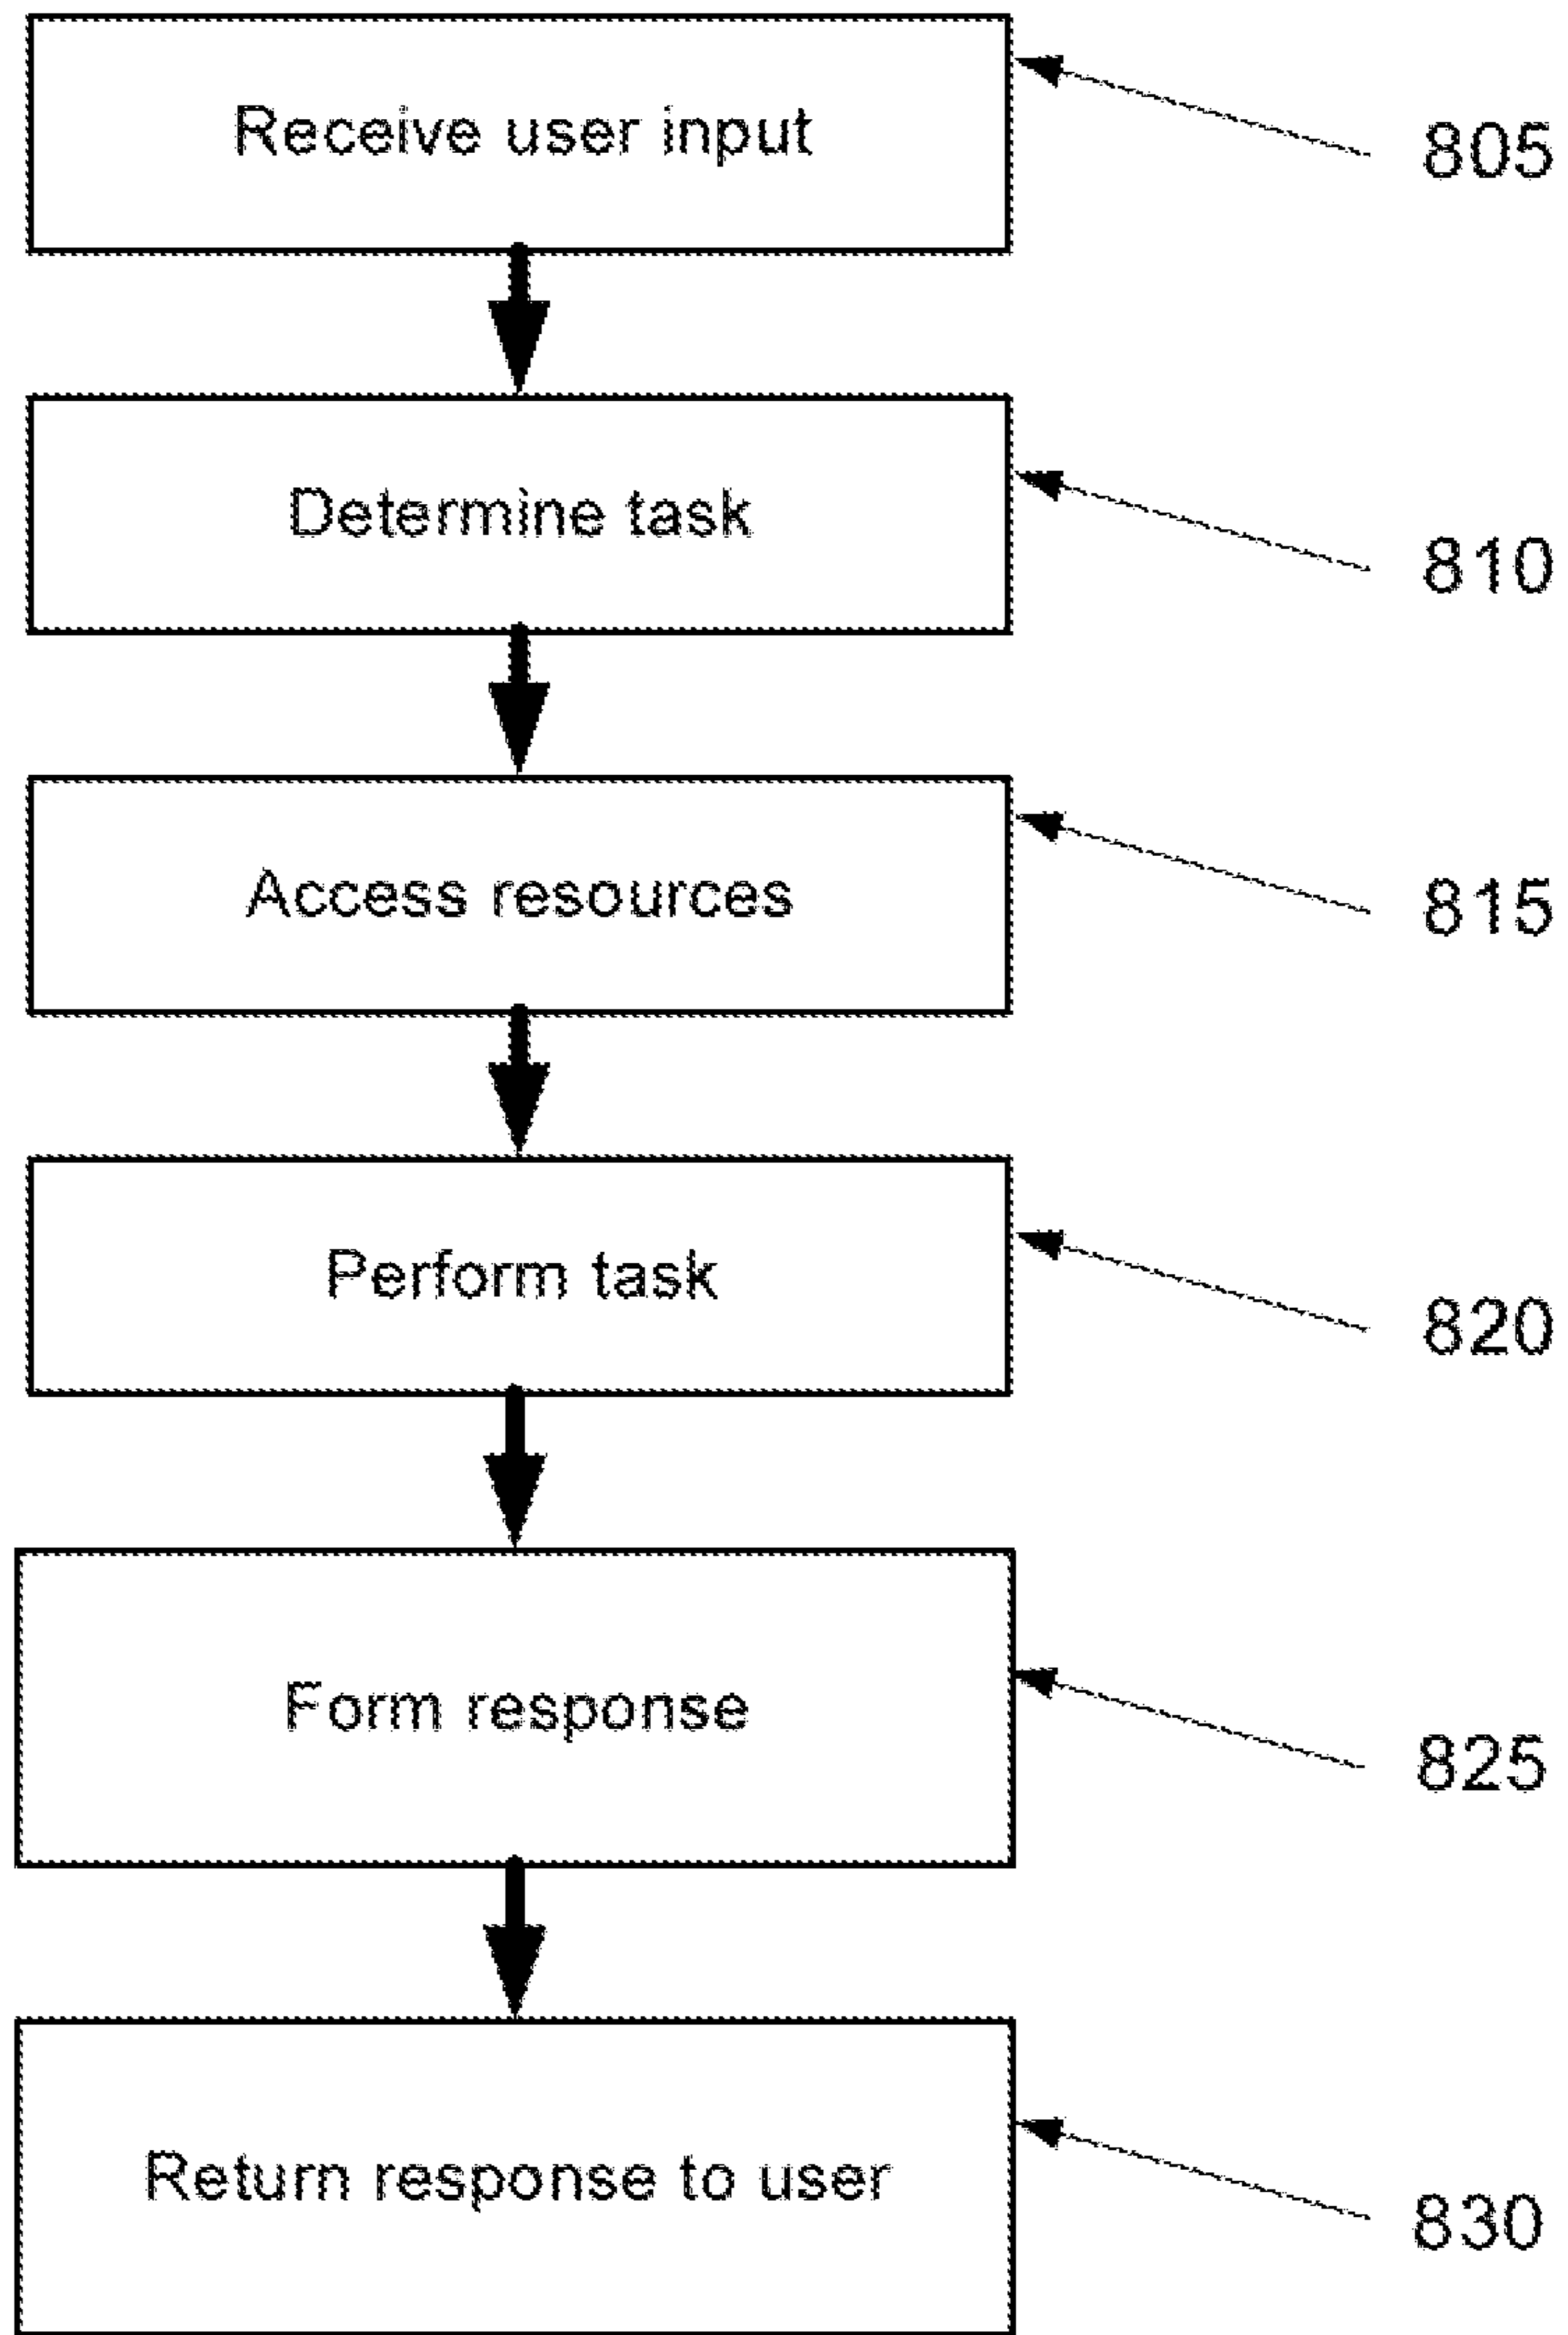 Receive user input
805
Determine task
810
Access resources
815
Perform task
820
Form response
825
Return response to user
830